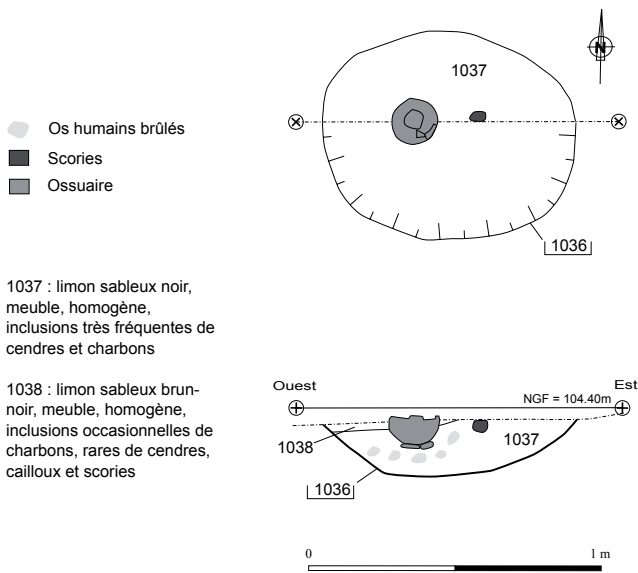 N
1037
Os humains brûlés
Scories
Ossuaire
1036
1037 : limon sableux noir,
meuble, homogène,
inclusions très fréquentes de
cendres et charbons
1038 : limon sableux brun-
noir, meuble, homogène,
inclusions occasionnelles de
charbons, rares de cendres,
cailloux et scories
Ouest
Est
NGF = 104.40m
1038
1037
1036
0
1 m